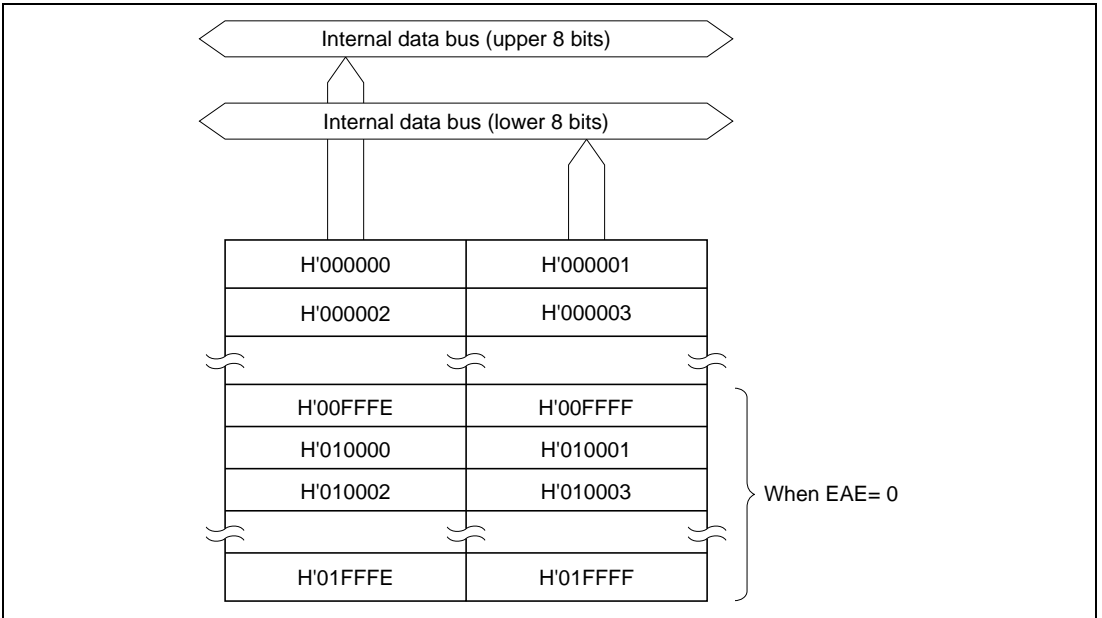 Internal data bus (upper 8 bits)
Internal data bus (lower 8 bits)
H'000000 H'000001
H'000002 H'000003
H'00FFFE H'00FFFF
H'010000 H'010001
H'010002 H'010003
When EAE= 0
H'01FFFE H'01FFFF